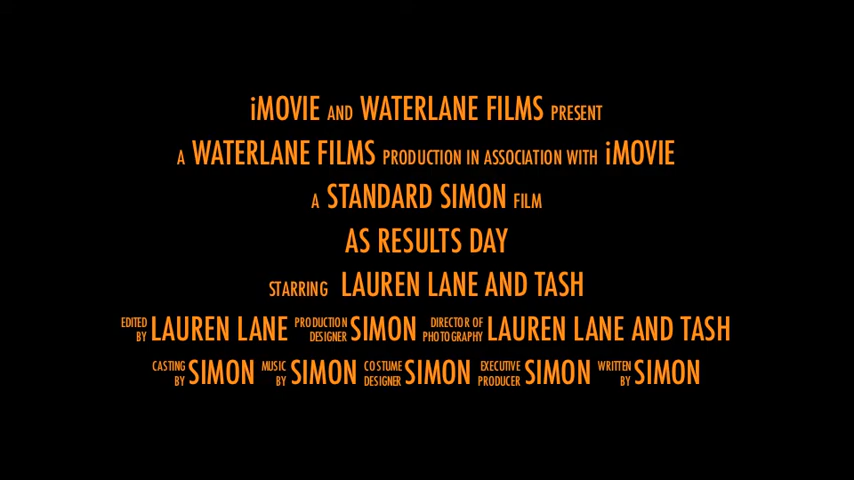 iMOVIE AND WATERLANE FILMS PRESENT
A WATERLANE FILMS PRODUCTION IN ASSOCIATION WITH iMOVIE
A STANDARD SIMON FILM
AS RESULTS DAY
STARRING LAUREN LANE AND TASH
EDITED BY LAUREN LANE PRODUCTION DESIGNER SIMON DIRECTOR OF PHOTOGRAPHY LAUREN LANE AND TASH
CASTING BY SIMON MUSIC BY SIMON COSTUME DESIGNER SIMON EXECUTIVE PRODUCER SIMON WRITTEN BY SIMON